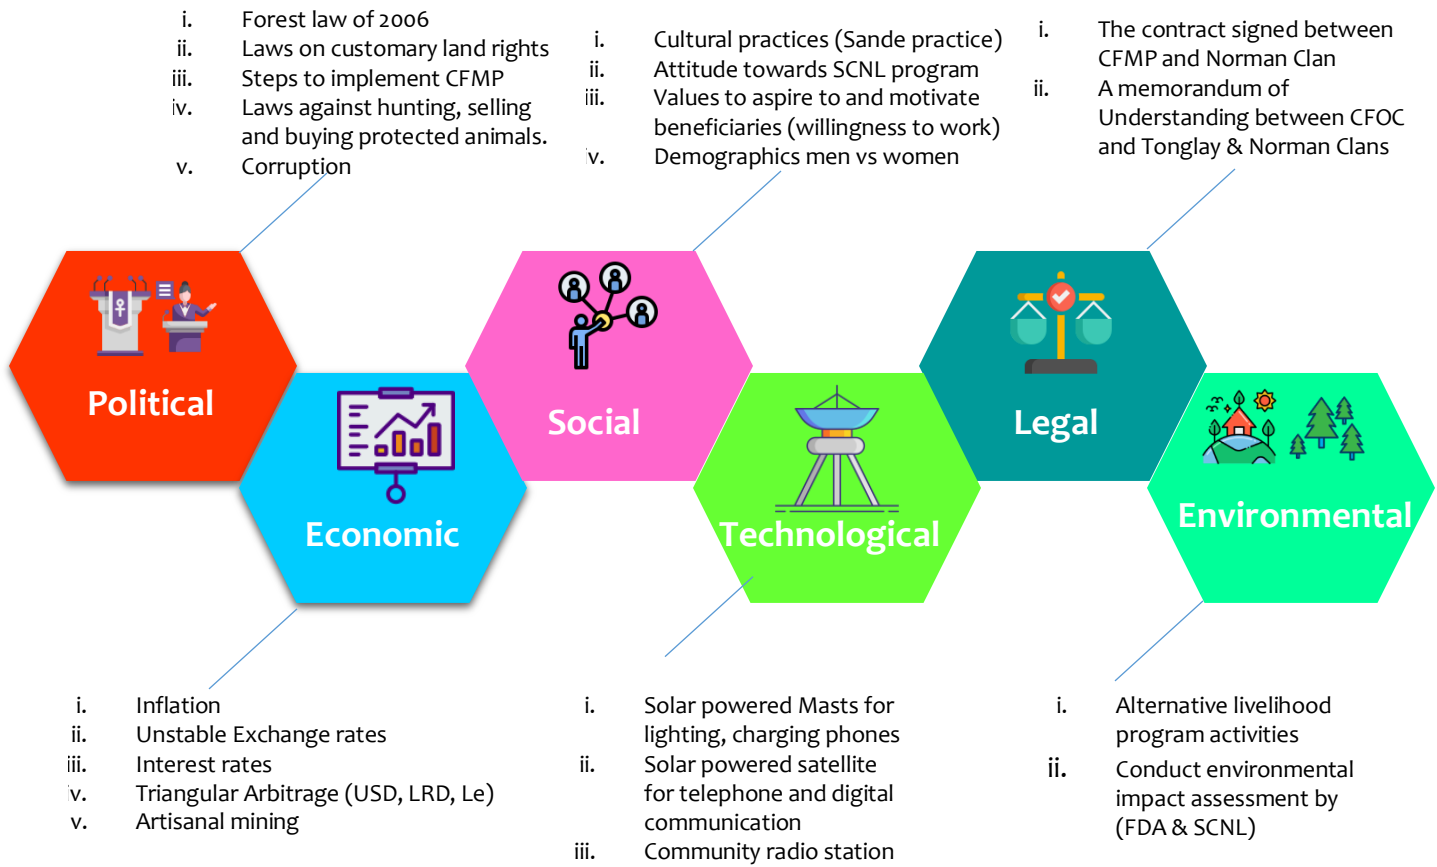 i. Forest law of 2006
ii. Laws on customary land rights
iii. Steps to implement CFMP
iv. Laws against hunting, selling
and buying protected animals.
v. Corruption
i. Cultural practices (Sande practice)
ii. Attitude towards SCNL program
iii. Values to aspire to and motivate
beneficiaries (willingness to work)
iv. Demographics men vs women
i. The contract signed between
CFMP and Norman Clan
ii. A memorandum of
Understanding between CFOC
and Tonglay & Norman Clans
Political
Economic
Social
Technological
Legal
Environmental
i. Inflation
ii. Unstable Exchange rates
iii. Interest rates
iv. Triangular Arbitrage (USD, LRD, Le)
v. Artisanal mining
i. Solar powered Masts for
lighting, charging phones
ii. Solar powered satellite
for telephone and digital
communication
iii. Community radio station
i. Alternative livelihood
program activities
ii. Conduct environmental
impact assessment by
(FDA & SCNL)